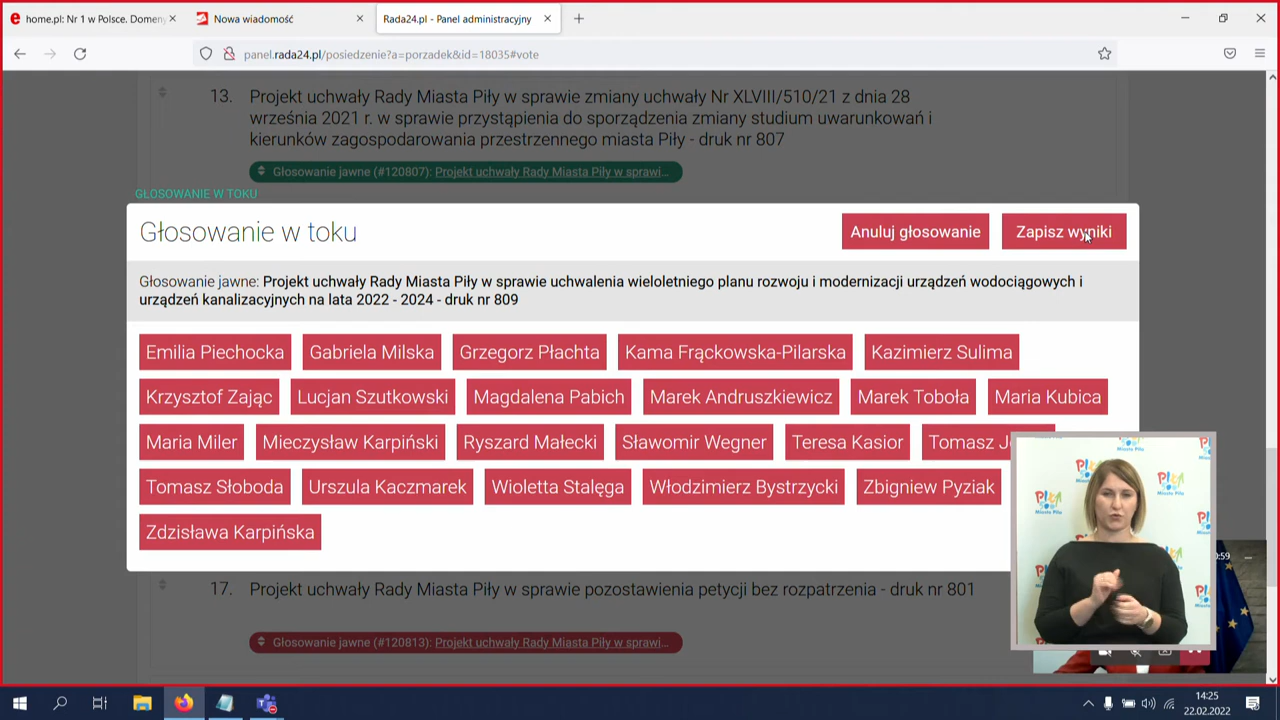 home.pl: Nr 1 w Polsce. Domeny
Nowa wiadomość
Rada24.pl - Panel administracyjny
panel.rada24.pl/posiedzenie?a=porzadek&id=18035#vote
13. Projekt uchwały Rady Miasta Piły w sprawie zmiany uchwały Nr XLVIII/510/21 z dnia 28
września 2021 r. w sprawie przystąpienia do sporządzenia zmiany studium uwarunkowań i
kierunków zagospodarowania przestrzennego miasta Piły - druk nr 807
Głosowanie jawne (#120807): Projekt uchwały Rady Miasta Piły w sprawi...
GŁOSOWANIE W TOKU
Głosowanie w toku
Anuluj głosowanie Zapisz wyniki
Głosowanie jawne: Projekt uchwały Rady Miasta Piły w sprawie uchwalenia wieloletniego planu rozwoju i modernizacji urządzeń wodociągowych i
urządzeń kanalizacyjnych na lata 2022 - 2024 - druk nr 809
Emilia Piechocka Gabriela Milska Grzegorz Płachta Kama Frąckowska-Pilarska Kazimierz Sulima
Krzysztof Zając Lucjan Szutkowski Magdalena Pabich Marek Andruszkiewicz Marek Toboła Maria Kubica
Maria Miler Mieczysław Karpiński Ryszard Małecki Sławomir Wegner Teresa Kasior Tomasz
Tomasz Słoboda Urszula Kaczmarek Wioletta Stalęga Włodzimierz Bystrzycki Zbigniew Pyziak
Zdzisława Karpińska
17. Projekt uchwały Rady Miasta Piły w sprawie pozostawienia petycji bez rozpatrzenia - druk nr 801
Głosowanie jawne (#120813): Projekt uchwały Rady Miasta Piły w sprawi...
:59
14:25
22.02.2022